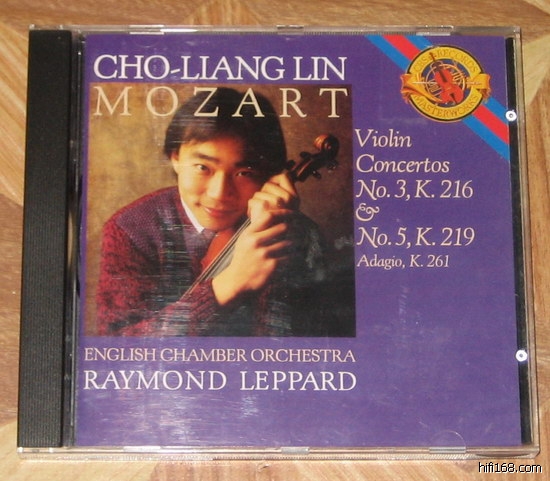 CHO-LIANG LIN
MOZART
Violin
Concertos
No. 3, K. 216
&
No. 5, K. 219
Adagio, K. 261
ENGLISH CHAMBER ORCHESTRA
RAYMOND LEPPARD
MASTERWORKS
hifi168.com